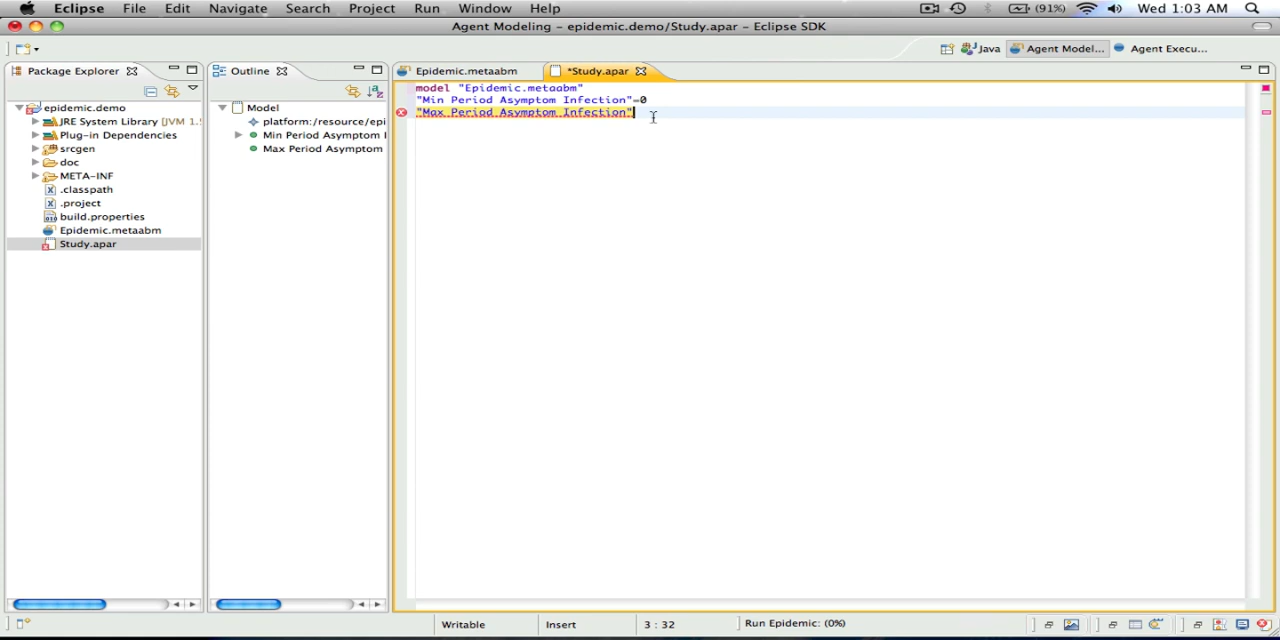 Eclipse File Edit Navigate Search Project Run Window Help (91%) Wed 1:03 AM
Agent Modeling – epidemic.demo/Study.apar – Eclipse SDK
Java Agent Model... Agent Execu...
Package Explorer
epidemic.demo
JRE System Library [JVM 1.5
Plug-in Dependencies
srcgen
doc
META-INF
.classpath
.project
build.properties
Epidemic.metaabm
Study.apar
Outline
Model
platform:/resource/epi
Min Period Asymptom I
Max Period Asymptom
Epidemic.metaabm
*Study.apar
model "Epidemic.metaabm"
"Min Period Asymptom Infection"=0
"Max Period Asymptom Infection"
Writable Insert 3 : 32 Run Epidemic: (0%)